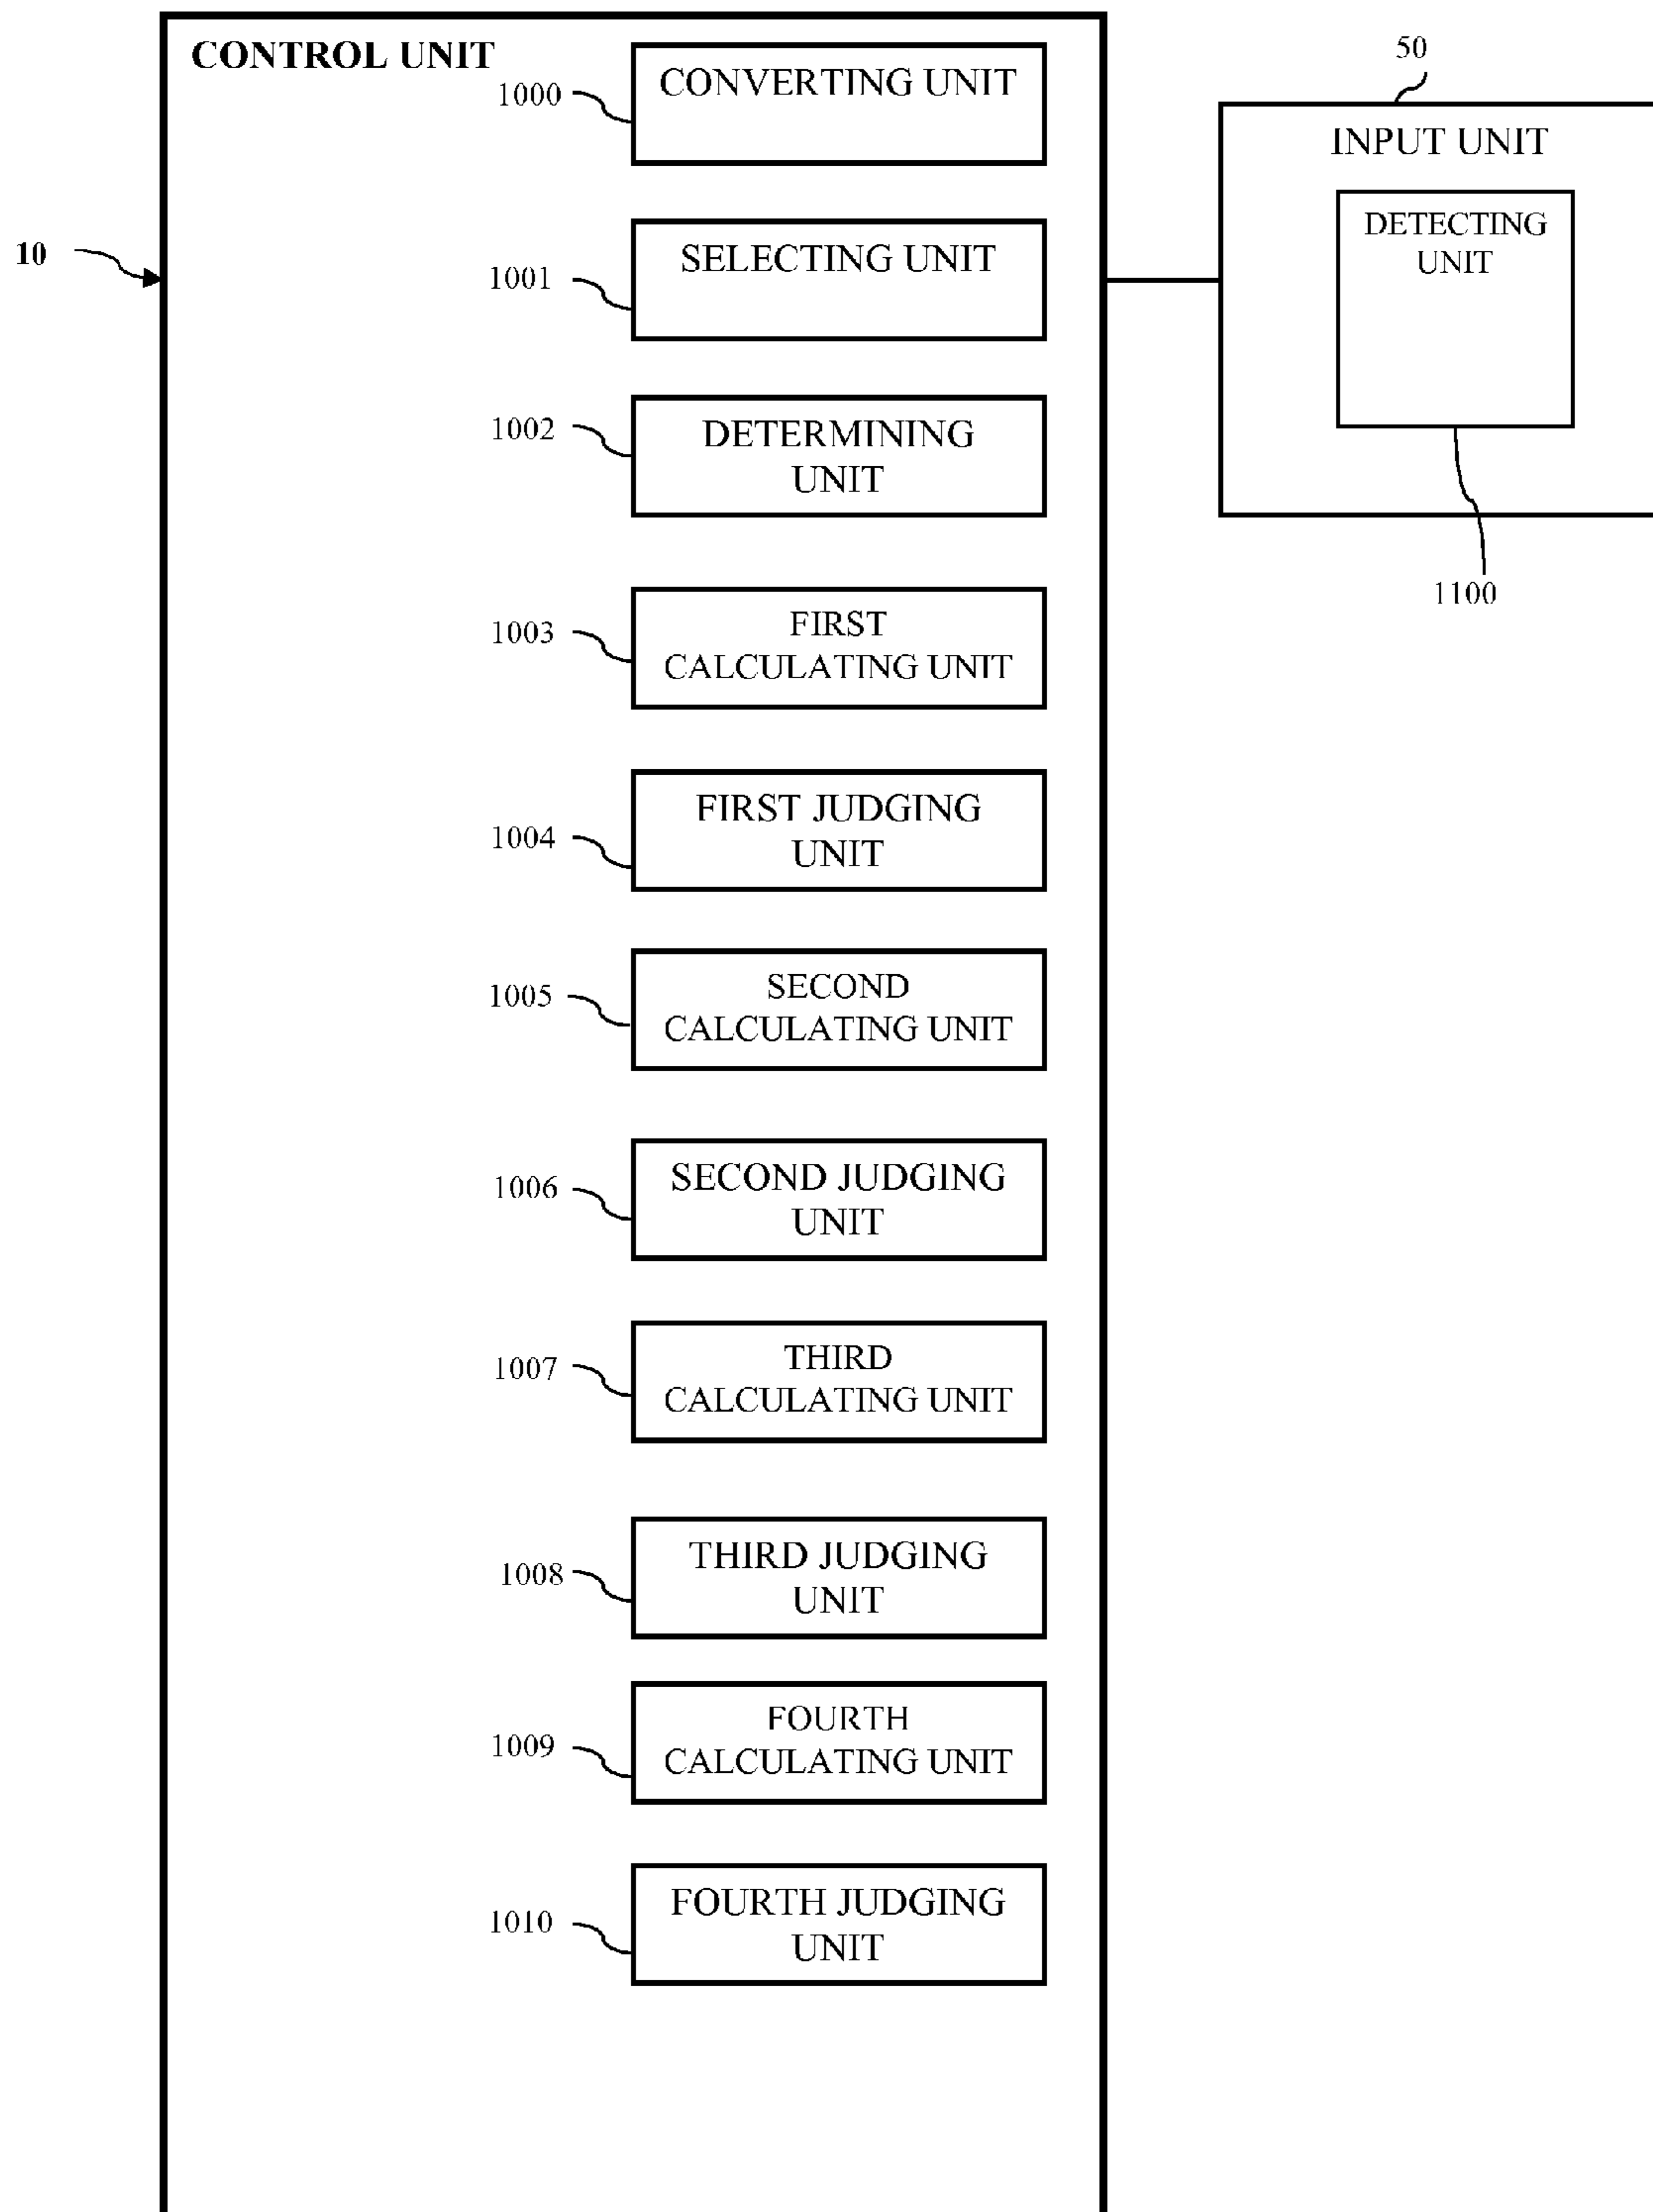 CONTROL UNIT
10
1000
CONVERTING UNIT
1001
SELECTING UNIT
1002
DETERMINING
UNIT
1003
FIRST
CALCULATING UNIT
1004
FIRST JUDGING
UNIT
1005
SECOND
CALCULATING UNIT
1006
SECOND JUDGING
UNIT
1007
THIRD
CALCULATING UNIT
1008
THIRD JUDGING
UNIT
1009
FOURTH
CALCULATING UNIT
1010
FOURTH JUDGING
UNIT
50
INPUT UNIT
DETECTING
UNIT
1100